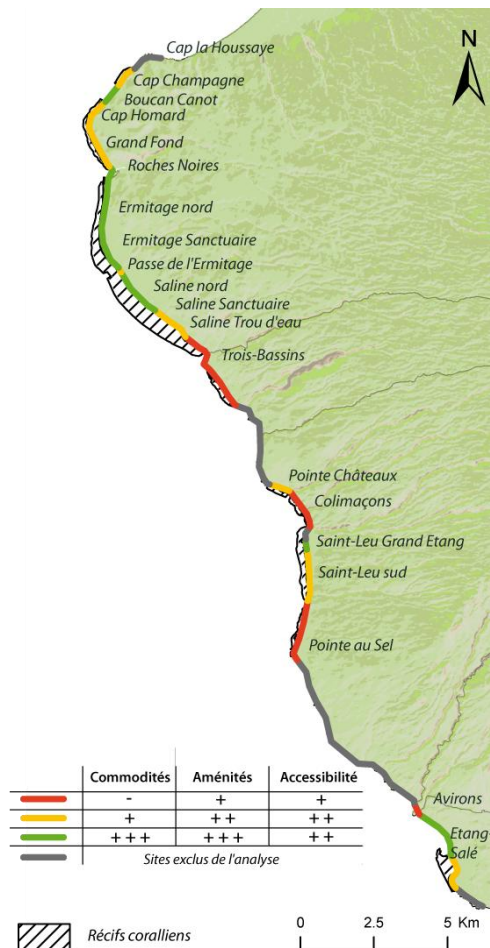 Cap la Houssaye
N
Cap Champagne
Boucan Canot
Cap Homard
Grand Fond
Roches Noires
Ermitage nord
Ermitage Sanctuaire
Passe de l'Ermitage
Saline nord
Saline Sanctuaire
Saline Trou d'eau
Trois-Bassins
Pointe Châteaux
Colimaçons
Saint-Leu Grand Etang
Saint-Leu sud
Pointe au Sel
Commodités Aménités Accessibilité
- + +
+ ++ ++
+++ +++ ++
Sites exclus de l'analyse
Avirons
Etang
Salé
Récifs coralliens
0 2.5 5 Km